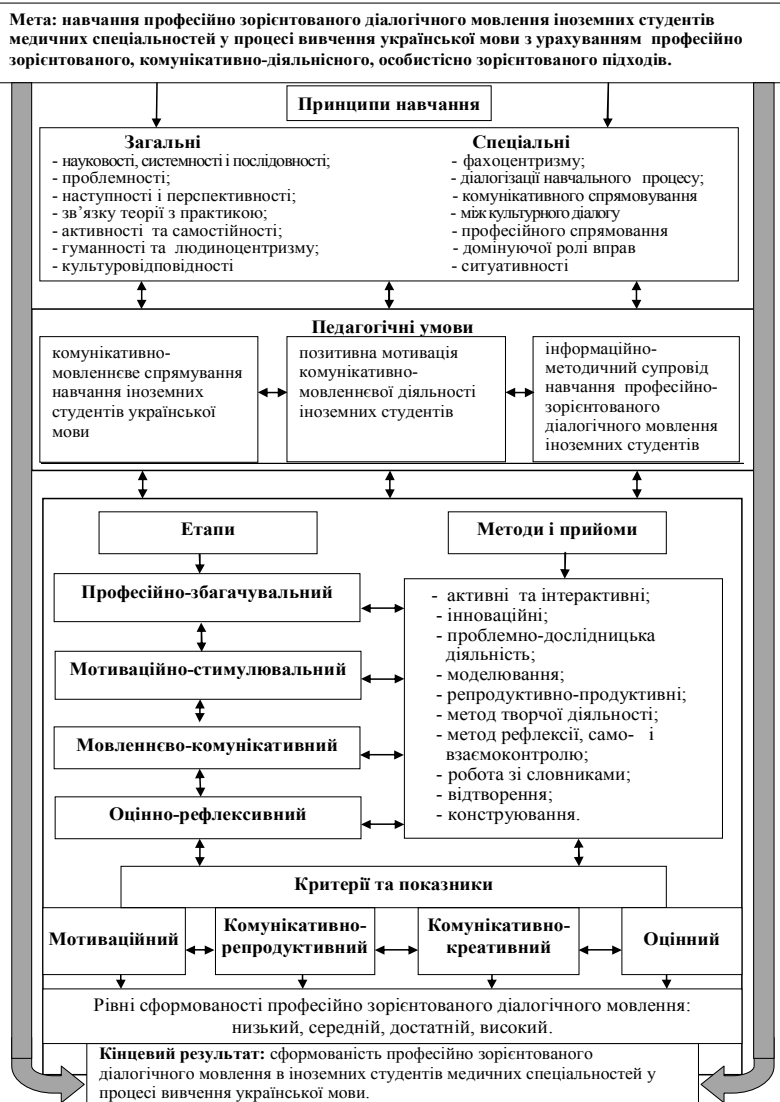 Мета: навчання професійно зорієнтованого діалогічного мовлення іноземних студентів
медичних спеціальностей у процесі вивчення української мови з урахуванням професійно
зорієнтованого, комунікативно-діяльнісного, особистісно зорієнтованого підходів.
Принципи навчання
Загальні
- науковості, системності і послідовності;
- проблемності;
- наступності і перспективності;
- зв’язку теорії з практикою;
- активності та самостійності;
- гуманності та людиноцентризму;
- культуровідповідності
Спеціальні
- фахоцентризму;
- діалогізації навчального процесу;
- комунікативного спрямовування
- між культурного діалогу
- професійного спрямовання
- домінуючої ролі вправ
- ситуативності
Педагогічні умови
комунікативно-
мовленнєве спрямування
навчання іноземних
студентів української
мови
позитивна мотивація
комунікативно-
мовленнєвої діяльності
іноземних студентів
інформаційно-
методичний супровід
навчання професійно-
зорієнтованого
діалогічного мовлення
іноземних студентів
Етапи
Професійно-збагачувальний
Мотиваційно-стимулювальний
Мовленнєво-комунікативний
Оцінно-рефлексивний
Методи і прийоми
- активні та інтерактивні;
- інноваційні;
- проблемно-дослідницька
діяльність;
- моделювання;
- репродуктивно-продуктивні;
- метод творчої діяльності;
- метод рефлексії, само- і
взаємоконтролю;
- робота зі словниками;
- відтворення;
- конструювання.
Критерії та показники
Мотиваційний
Комунікативно-
репродуктивний
Комунікативно-
креативний
Оцінний
Рівні сформованості професійно зорієнтованого діалогічного мовлення:
низький, середній, достатній, високий.
Кінцевий результат: сформованість професійно зорієнтованого
діалогічного мовлення в іноземних студентів медичних спеціальностей у
процесі вивчення української мови.